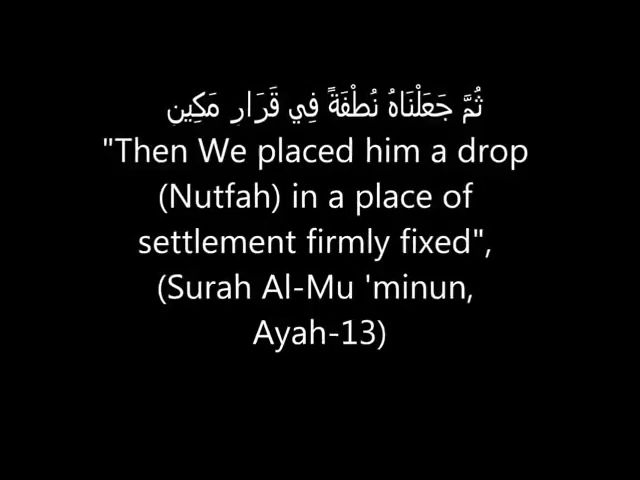 ثُمَّ جَعَلْنَاهُ نُطْفَةً فِي قَرَارٍ مَكِينٍ
"Then We placed him a drop
(Nutfah) in a place of
settlement firmly fixed",
(Surah Al-Mu 'minun,
Ayah-13)